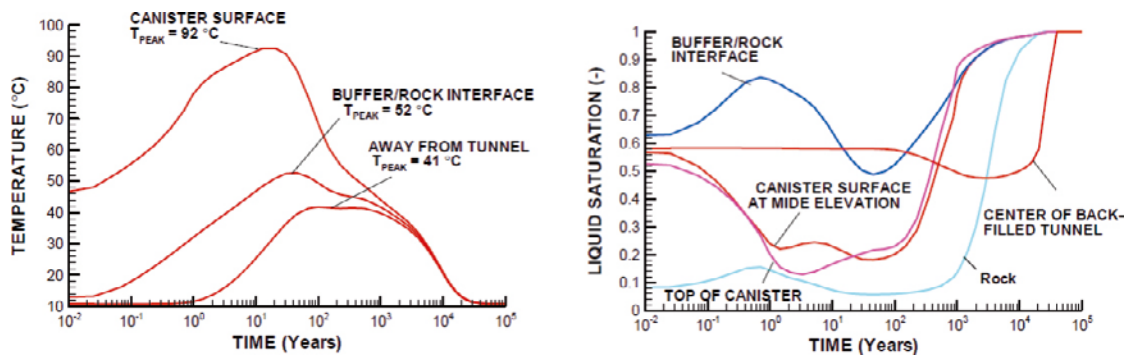 CANISTER SURFACE
T_PEAK = 92 °C
BUFFER/ROCK INTERFACE
T_PEAK = 52 °C
AWAY FROM TUNNEL
T_PEAK = 41 °C
TEMPERATURE (°C)
100
90
80
70
60
50
40
30
20
10
10⁻²
10⁻¹
10⁰
10¹
10²
10³
10⁴
10⁵
TIME (Years)
BUFFER/ROCK
INTERFACE
CANISTER SURFACE
AT MIDE ELEVATION
CENTER OF BACK-
FILLED TUNNEL
TOP OF CANISTER
Rock
LIQUID SATURATION (-)
1
0.9
0.8
0.7
0.6
0.5
0.4
0.3
0.2
0.1
0
10⁻²
10⁻¹
10⁰
10¹
10²
10³
10⁴
10⁵
TIME (Years)